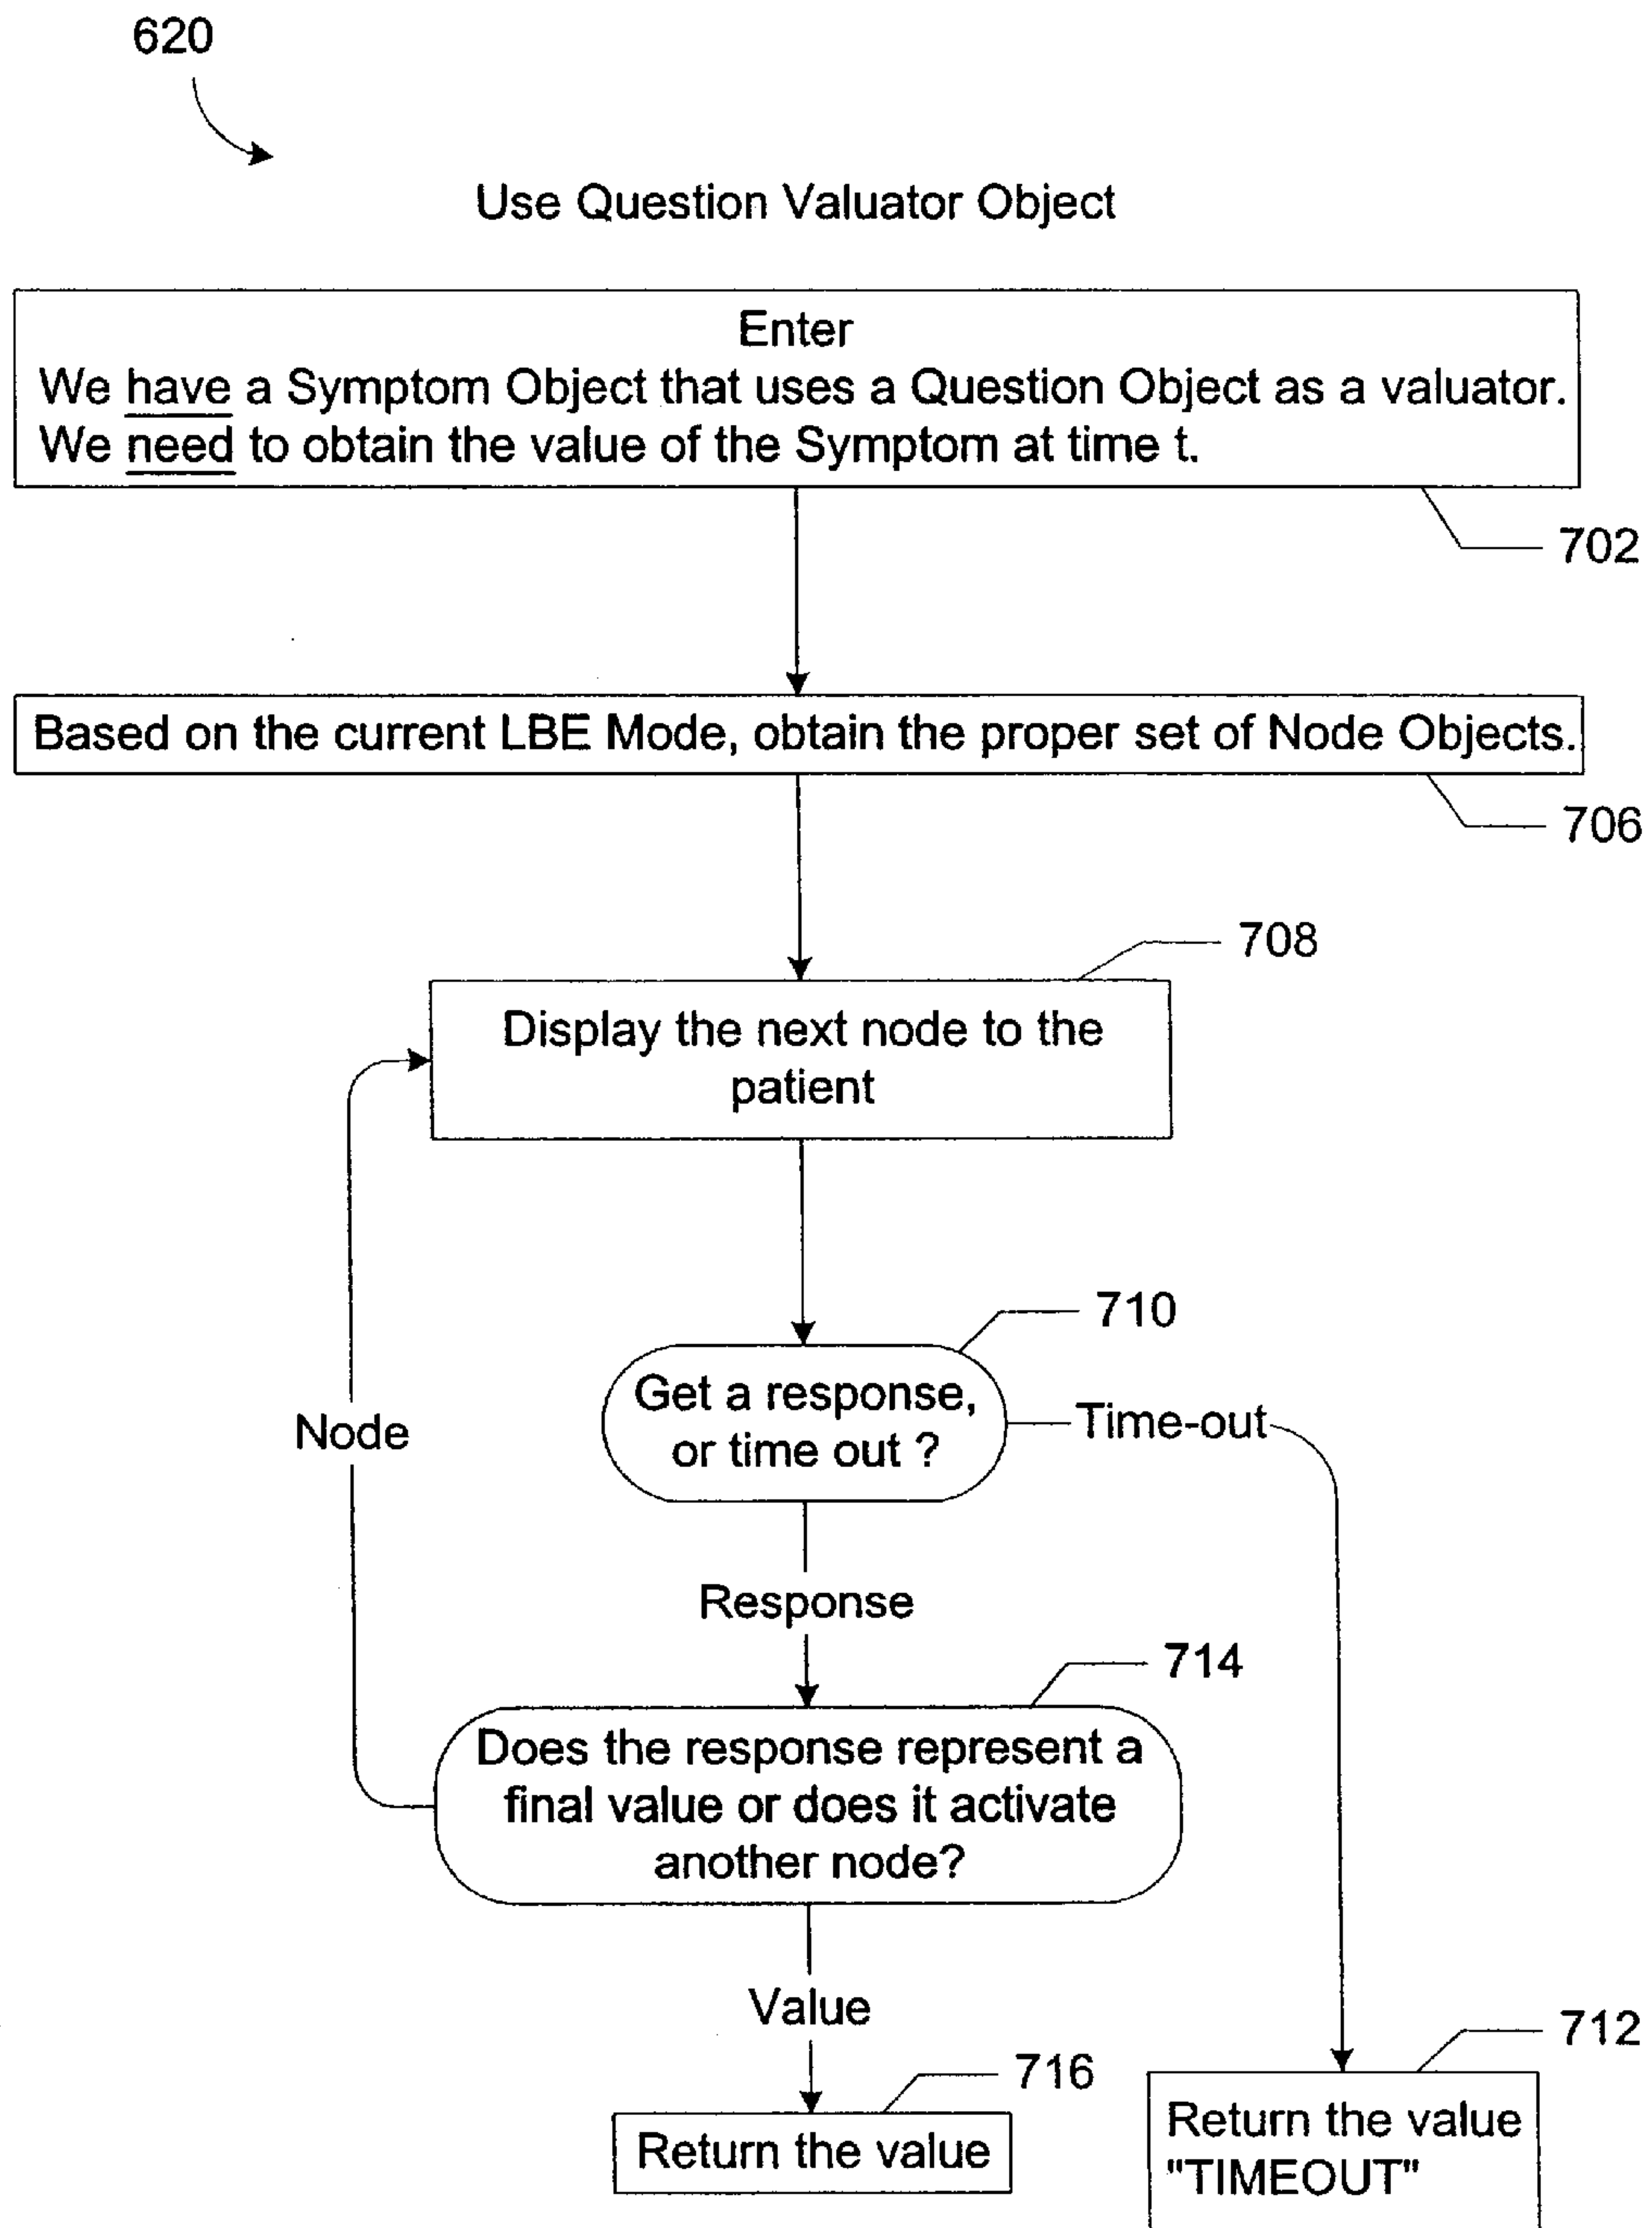 620
Use Question Valuator Object
Enter
We have a Symptom Object that uses a Question Object as a valuator.
We need to obtain the value of the Symptom at time t.
702
Based on the current LBE Mode, obtain the proper set of Node Objects.
706
708
Display the next node to the
patient
710
Get a response,
or time out ?
Time-out
Node
Response
714
Does the response represent a
final value or does it activate
another node?
Value
712
716
Return the value
Return the value
"TIMEOUT"